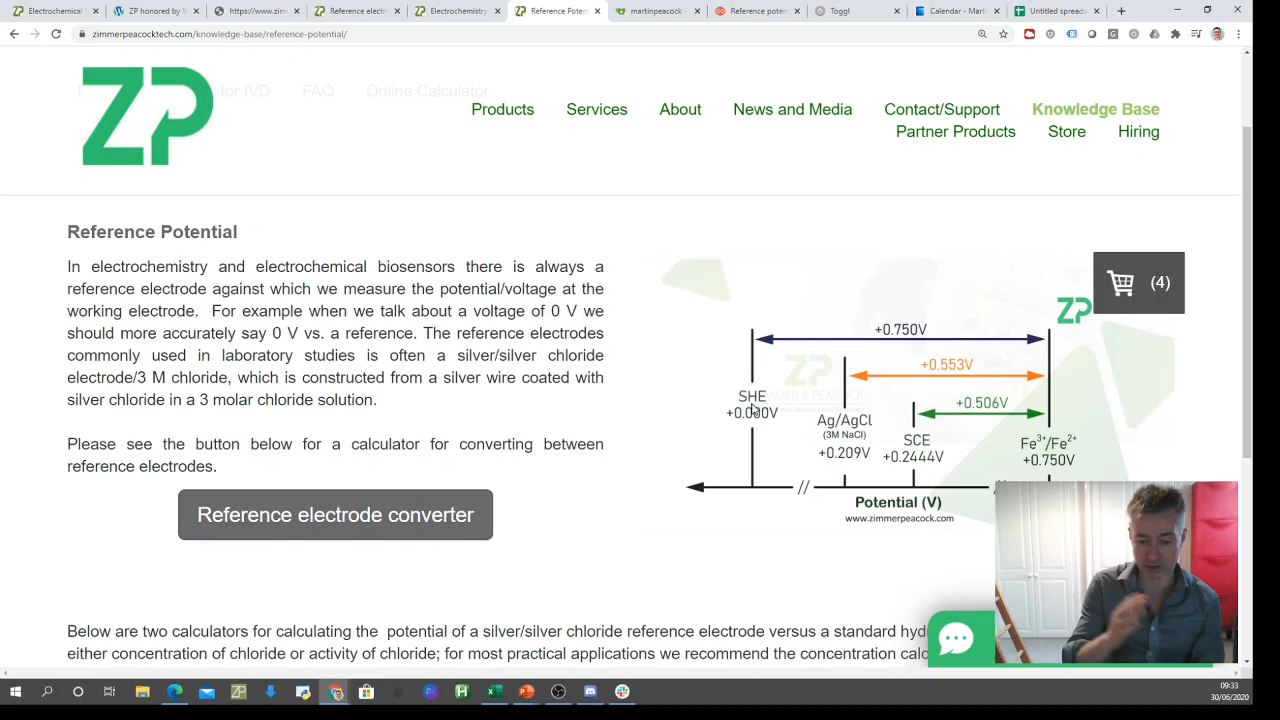 Electrochemical
ZP honored by S
https://www.zim
Reference electr
Electrochemistry
Reference Poten
martinpeacock -
Reference poten
Toggl
Calendar - Mart
Untitled spreads
zimmerpeacocktech.com/knowledge-base/reference-potential/
for IVD FAQ Online Calculator
ZP
Products Services About News and Media Contact/Support Knowledge Base
Partner Products Store Hiring
Reference Potential
In electrochemistry and electrochemical biosensors there is always a
reference electrode against which we measure the potential/voltage at the
working electrode. For example when we talk about a voltage of 0 V we
should more accurately say 0 V vs. a reference. The reference electrodes
commonly used in laboratory studies is often a silver/silver chloride
electrode/3 M chloride, which is constructed from a silver wire coated with
silver chloride in a 3 molar chloride solution.
Please see the button below for a calculator for converting between
reference electrodes.
Reference electrode converter
(4)
ZP
+0.750V
+0.553V
+0.506V
ZP
SHE
+0.000V
Ag/AgCl
(3M NaCl)
+0.209V
SCE
+0.2444V
Fe³⁺/Fe²⁺
+0.750V
Potential (V)
www.zimmerpeacock.com
Below are two calculators for calculating the potential of a silver/silver chloride reference electrode versus a standard
either concentration of chloride or activity of chloride; for most practical applications we recommend the concentration
09:33
30/06/2020